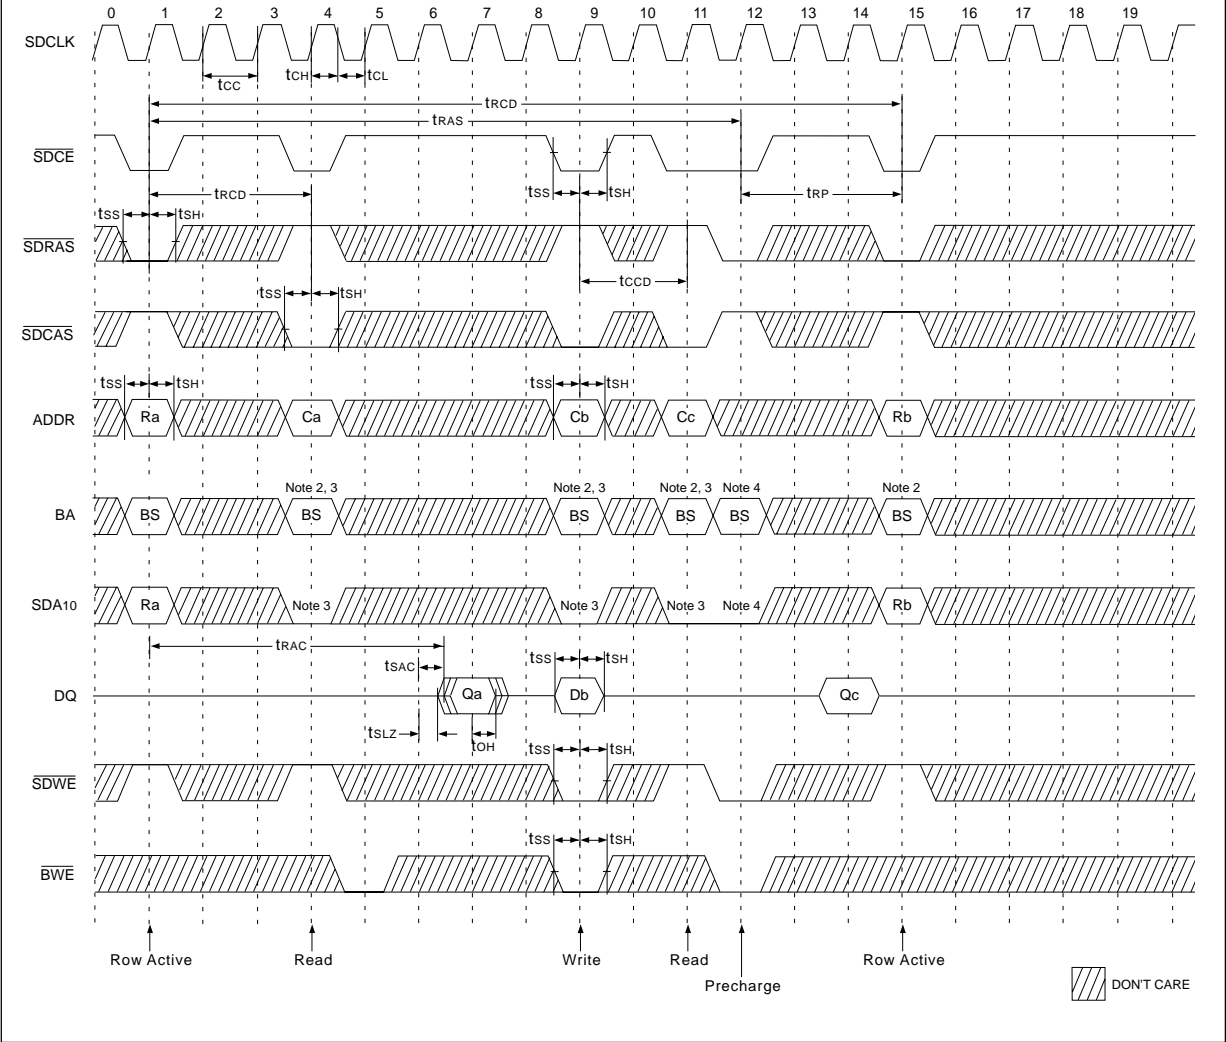 0 1 2 3 4 5 6 7 8 9 10 11 12 13 14 15 16 17 18 19
SDCLK
tCC tCH tCL
tRCD
tRAS
SDCE
tRCD tSS tSH tRP
tSS tSH
SDRAS
tCCD
tSS tSH
SDCAS
tSS tSH tSS tSH
ADDR Ra Ca Cb Cc Rb
Note 2, 3 Note 2, 3 Note 2, 3 Note 4 Note 2
BA BS BS BS BS BS BS
SDA10 Ra Note 3 Note 3 Note 3 Note 4 Rb
tRAC
tSAC tSS tSH
DQ Qa Db Qc
tSLZ tOH tSS tSH
SDWE
tSS tSH
BWE
Row Active Read Write Read Row Active
Precharge
DON'T CARE